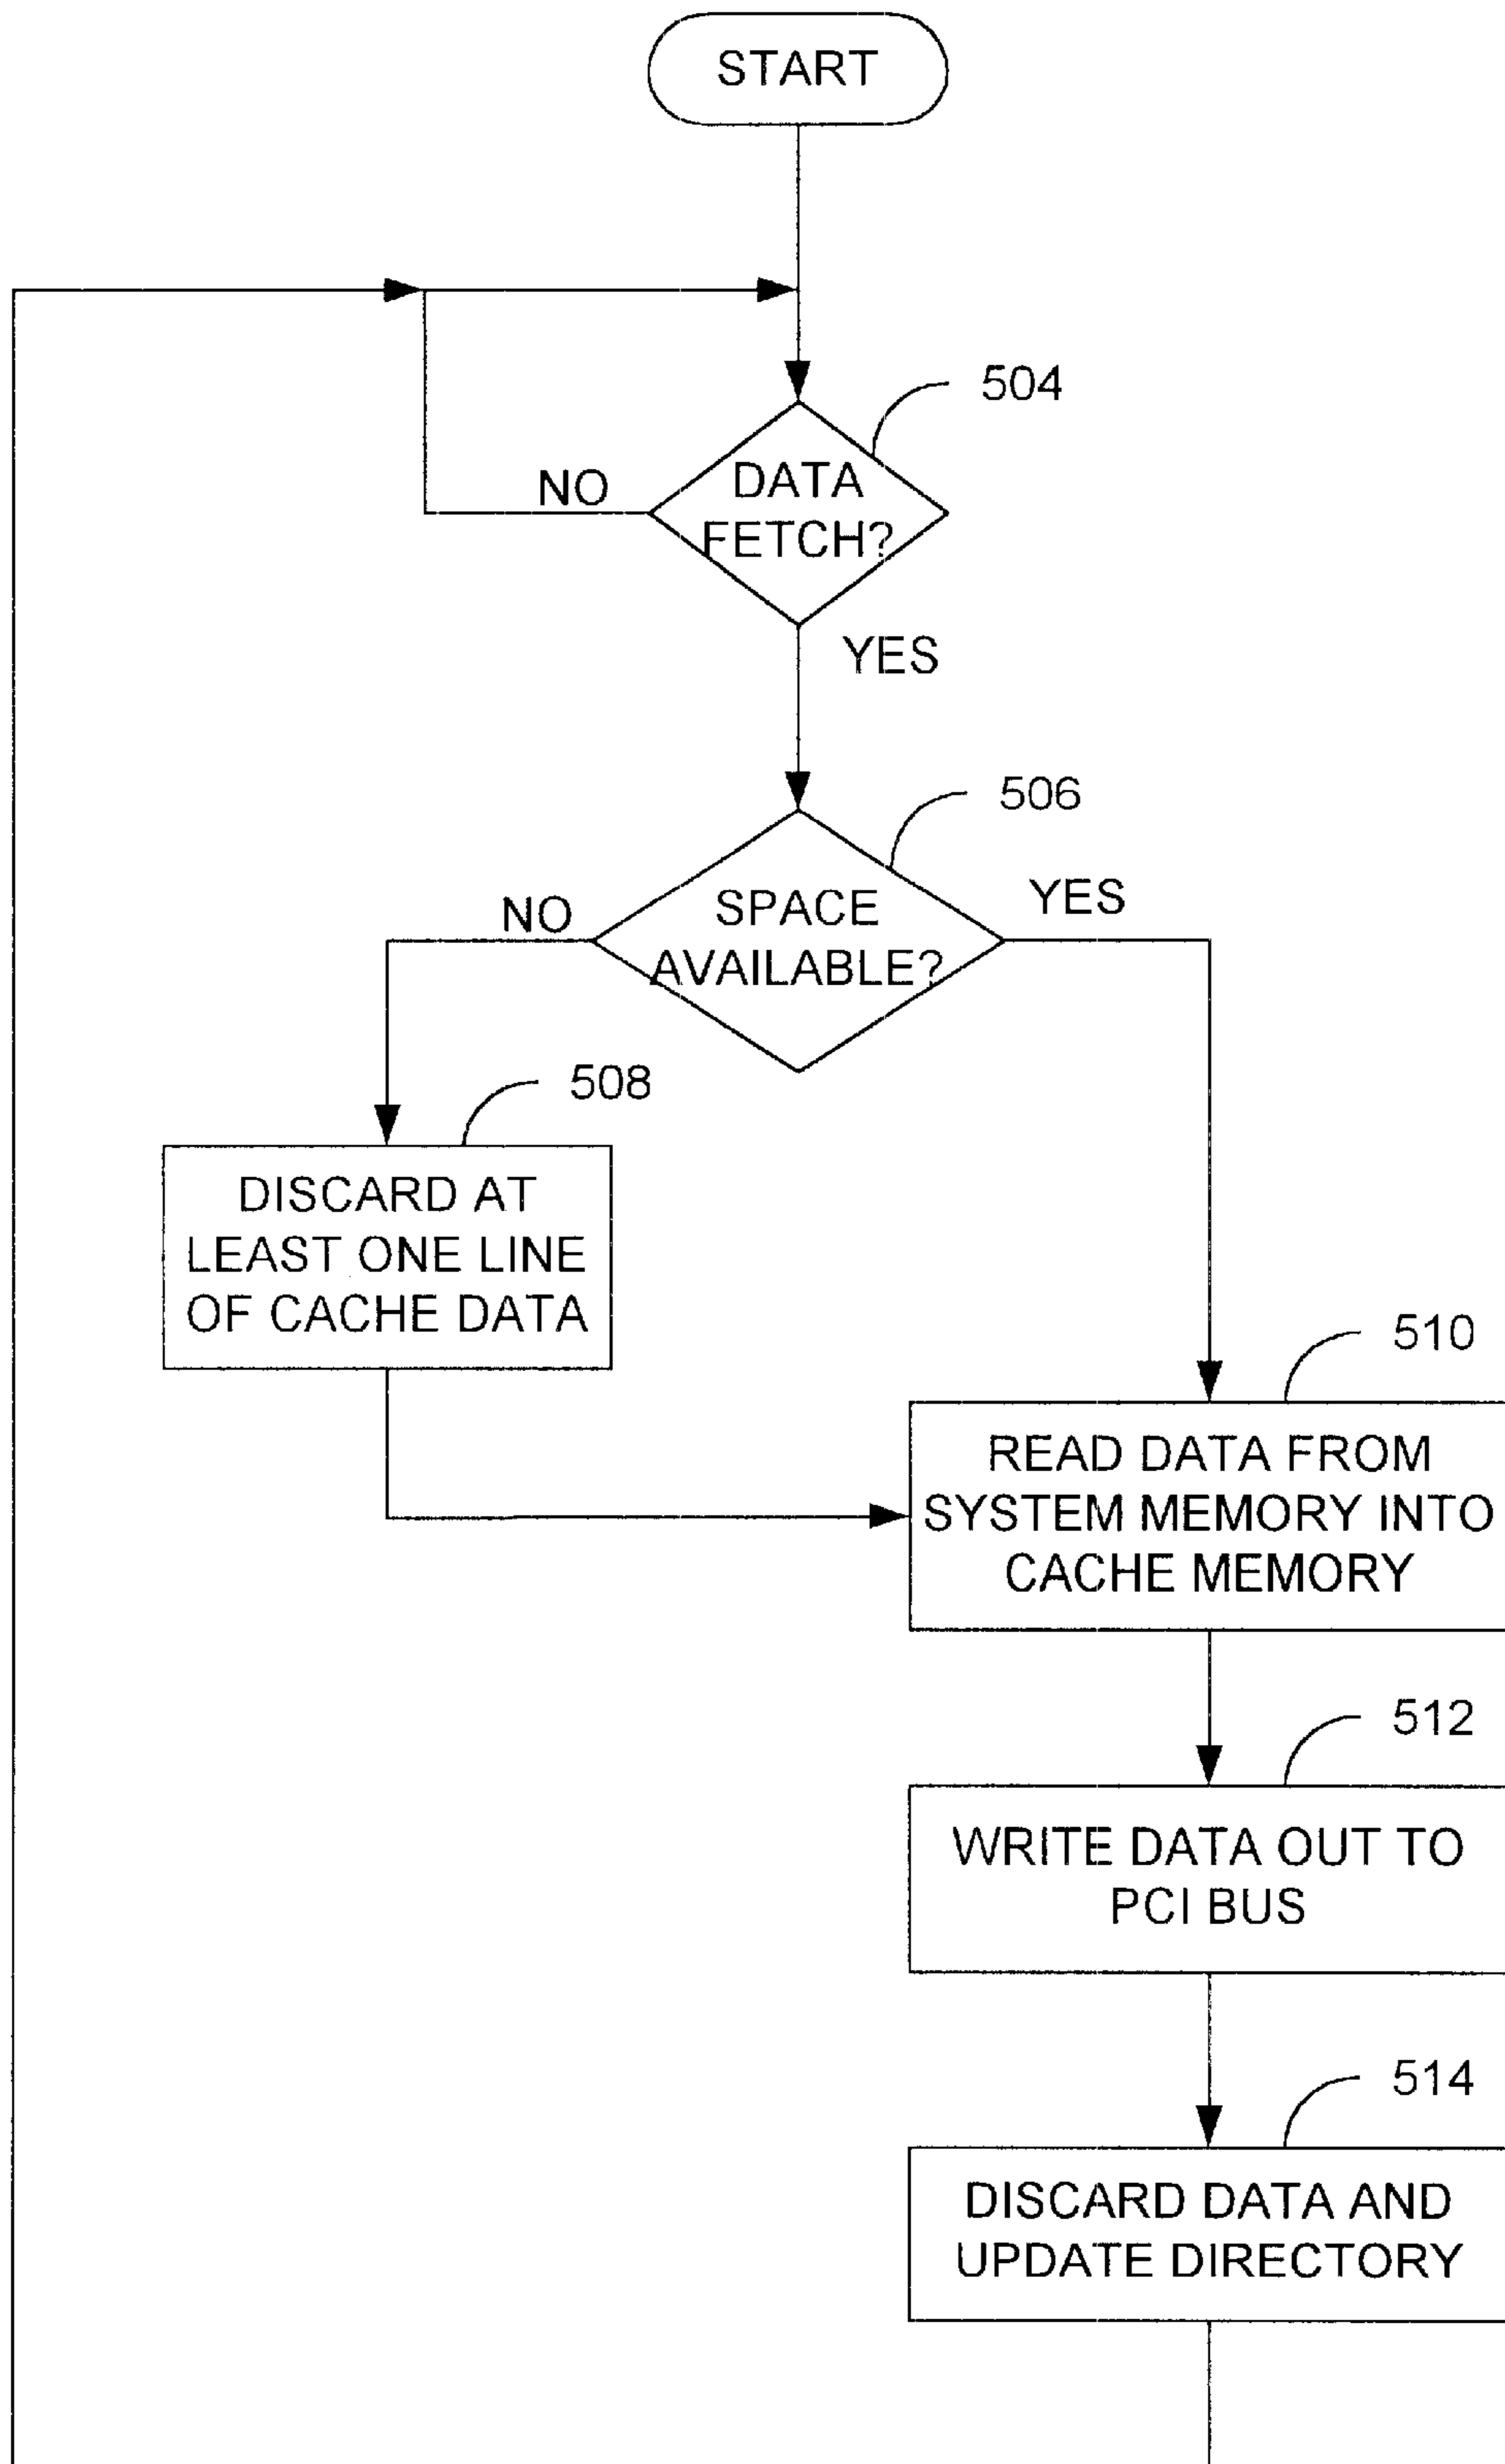 START
504
DATA
FETCH?
NO
YES
506
SPACE
AVAILABLE?
NO
YES
508
DISCARD AT
LEAST ONE LINE
OF CACHE DATA
510
READ DATA FROM
SYSTEM MEMORY INTO
CACHE MEMORY
512
WRITE DATA OUT TO
PCI BUS
514
DISCARD DATA AND
UPDATE DIRECTORY